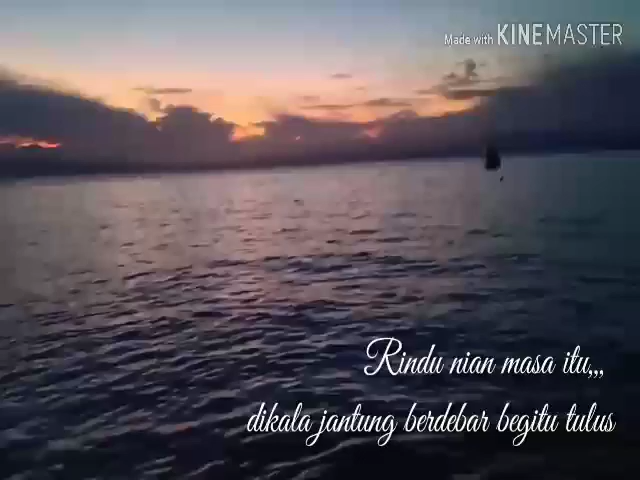 Made with KINEMASTER
Rindu nian masa itu,,,
dikala jantung berdebar begitu tulus